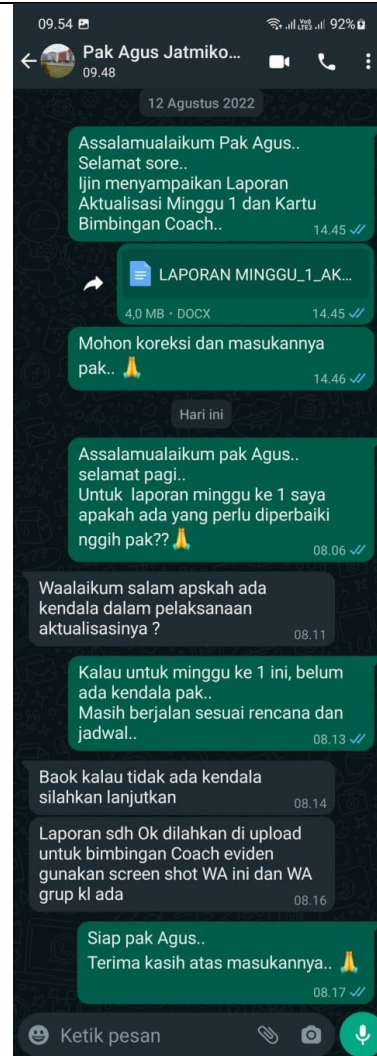 09.54
VoLTE LTE2 92%
Pak Agus Jatmiko...
09.48
12 Agustus 2022
Assalamualaikum Pak Agus..
Selamat sore..
Ijin menyampaikan Laporan
Aktualisasi Minggu 1 dan Kartu
Bimbingan Coach..
14.45
LAPORAN MINGGU_1_AK...
4,0 MB • DOCX 14.45
Mohon koreksi dan masukannya
pak.. 🙏
14.46
Hari ini
Assalamualaikum pak Agus..
selamat pagi..
Untuk laporan minggu ke 1 saya
apakah ada yang perlu diperbaiki
nggih pak?? 🙏
08.06
Waalaikum salam apskah ada
kendala dalam pelaksanaan
aktualisasinya ?
08.11
Kalau untuk minggu ke 1 ini, belum
ada kendala pak..
Masih berjalan sesuai rencana dan
jadwal..
08.13
Baok kalau tidak ada kendala
silahkan lanjutkan
08.14
Laporan sdh Ok dilahkan di upload
untuk bimbingan Coach eviden
gunakan screen shot WA ini dan WA
grup kl ada
08.16
Siap pak Agus..
Terima kasih atas masukannya.. 🙏
08.17
Ketik pesan